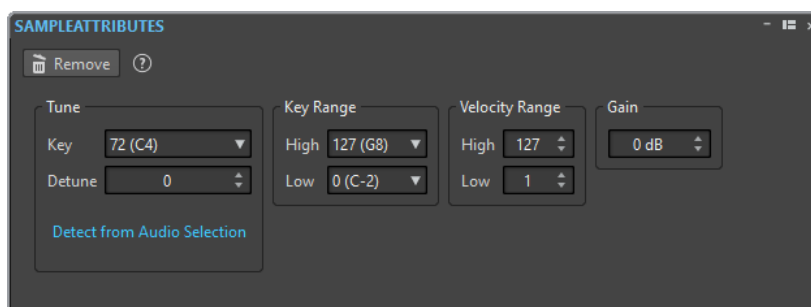 SAMPLEATTRIBUTES
Remove ?
Tune
Key 72 (C4)
Detune 0
Detect from Audio Selection
Key Range
High 127 (G8)
Low 0 (C-2)
Velocity Range
High 127
Low 1
Gain
0 dB